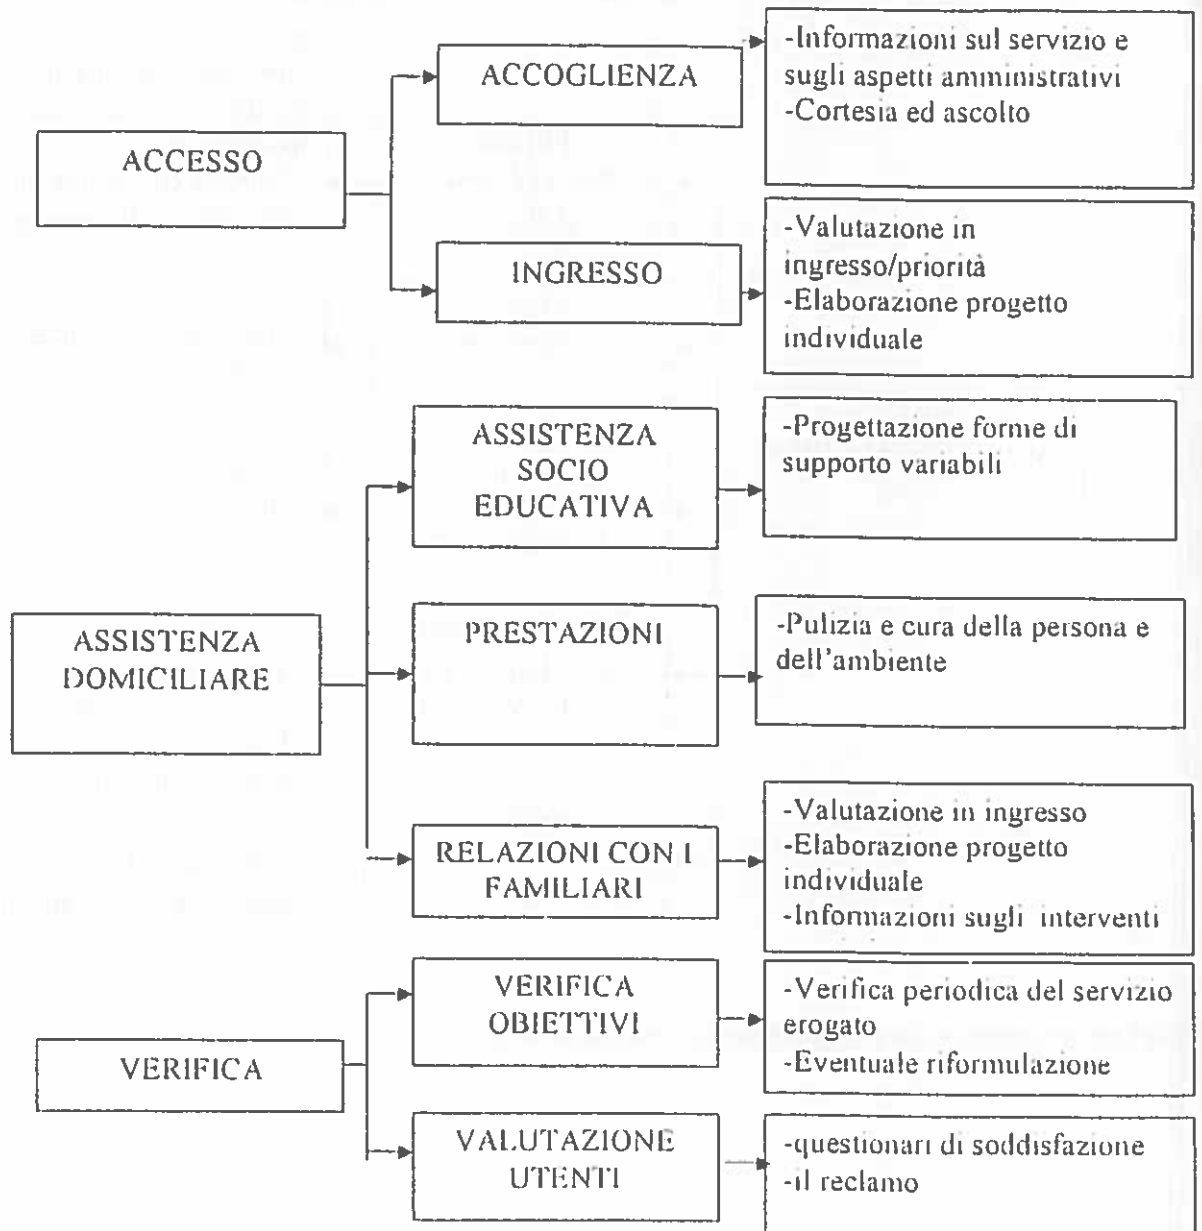 ACCESSO
ACCOGLIENZA
-Informazioni sul servizio e
sugli aspetti amministrativi
-Cortesia ed ascolto
INGRESSO
-Valutazione in
ingresso/priorità
-Elaborazione progetto
individuale
ASSISTENZA
DOMICILIARE
ASSISTENZA
SOCIO
EDUCATIVA
-Progettazione forme di
supporto variabili
PRESTAZIONI
-Pulizia e cura della persona e
dell'ambiente
RELAZIONI CON I
FAMILIARI
-Valutazione in ingresso
-Elaborazione progetto
individuale
-Informazioni sugli interventi
VERIFICA
VERIFICA
OBIETTIVI
-Verifica periodica del servizio
erogato
-Eventuale riformulazione
VALUTAZIONE
UTENTI
-questionari di soddisfazione
-il reclamo